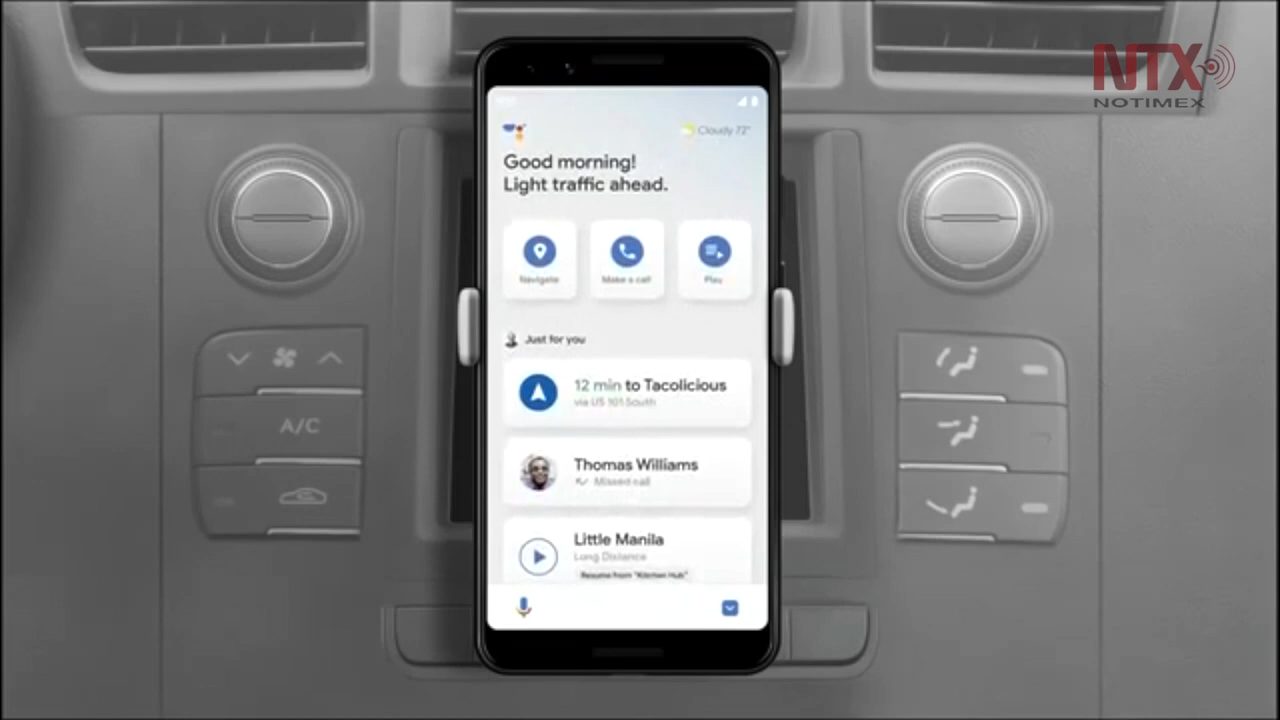 NTX
NOTIMEX
Cloudy 72°
Good morning!
Light traffic ahead.
Navigate
Make a call
Play
Just for you
12 min to Tacolicious
via US 101 South
A/C
Thomas Williams
Missed call
Little Manila
Long Distance
Resume from "Kitchen Hub"